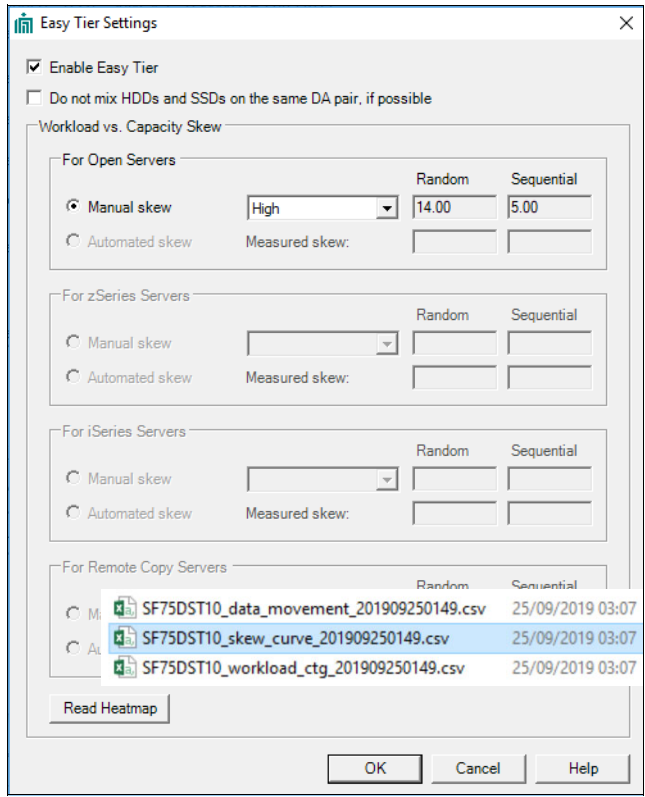 Easy Tier Settings
Enable Easy Tier
Do not mix HDDs and SSDs on the same DA pair, if possible
Workload vs. Capacity Skew
For Open Servers
Random Sequential
Manual skew High 14.00 5.00
Automated skew Measured skew:
For zSeries Servers
Random Sequential
Manual skew
Automated skew Measured skew:
For iSeries Servers
Random Sequential
Manual skew
Automated skew Measured skew:
For Remote Copy Servers
Random Sequential
SF75DST10_data_movement_201909250149.csv 25/09/2019 03:07
SF75DST10_skew_curve_201909250149.csv 25/09/2019 03:07
SF75DST10_workload_ctg_201909250149.csv 25/09/2019 03:07
Read Heatmap
OK Cancel Help